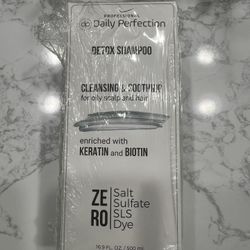 PROFESSIONAL
dp Daily Perfection
DETOX SHAMPOO
CLEANSING & SOOTHING
for oily scalp and hair
enriched with
KERATIN and BIOTIN
ZE
RO
Salt
Sulfate
SLS
Dye
16.9 FL. OZ / 500 ml